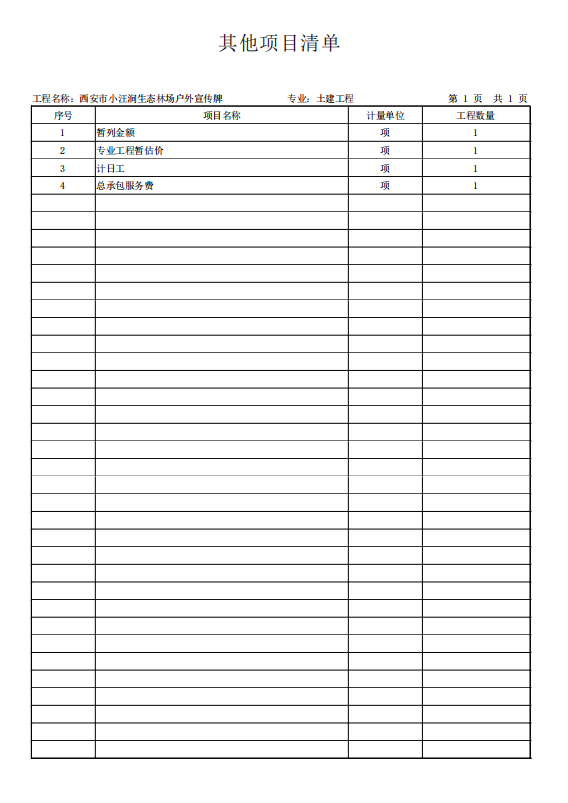 其他项目清单
工程名称：西安市小汪涧生态林场户外宣传牌 专业：土建工程 第 1 页 共 1 页
序号 项目名称 计量单位 工程数量
1 暂列金额 项 1
2 专业工程暂估价 项 1
3 计日工 项 1
4 总承包服务费 项 1